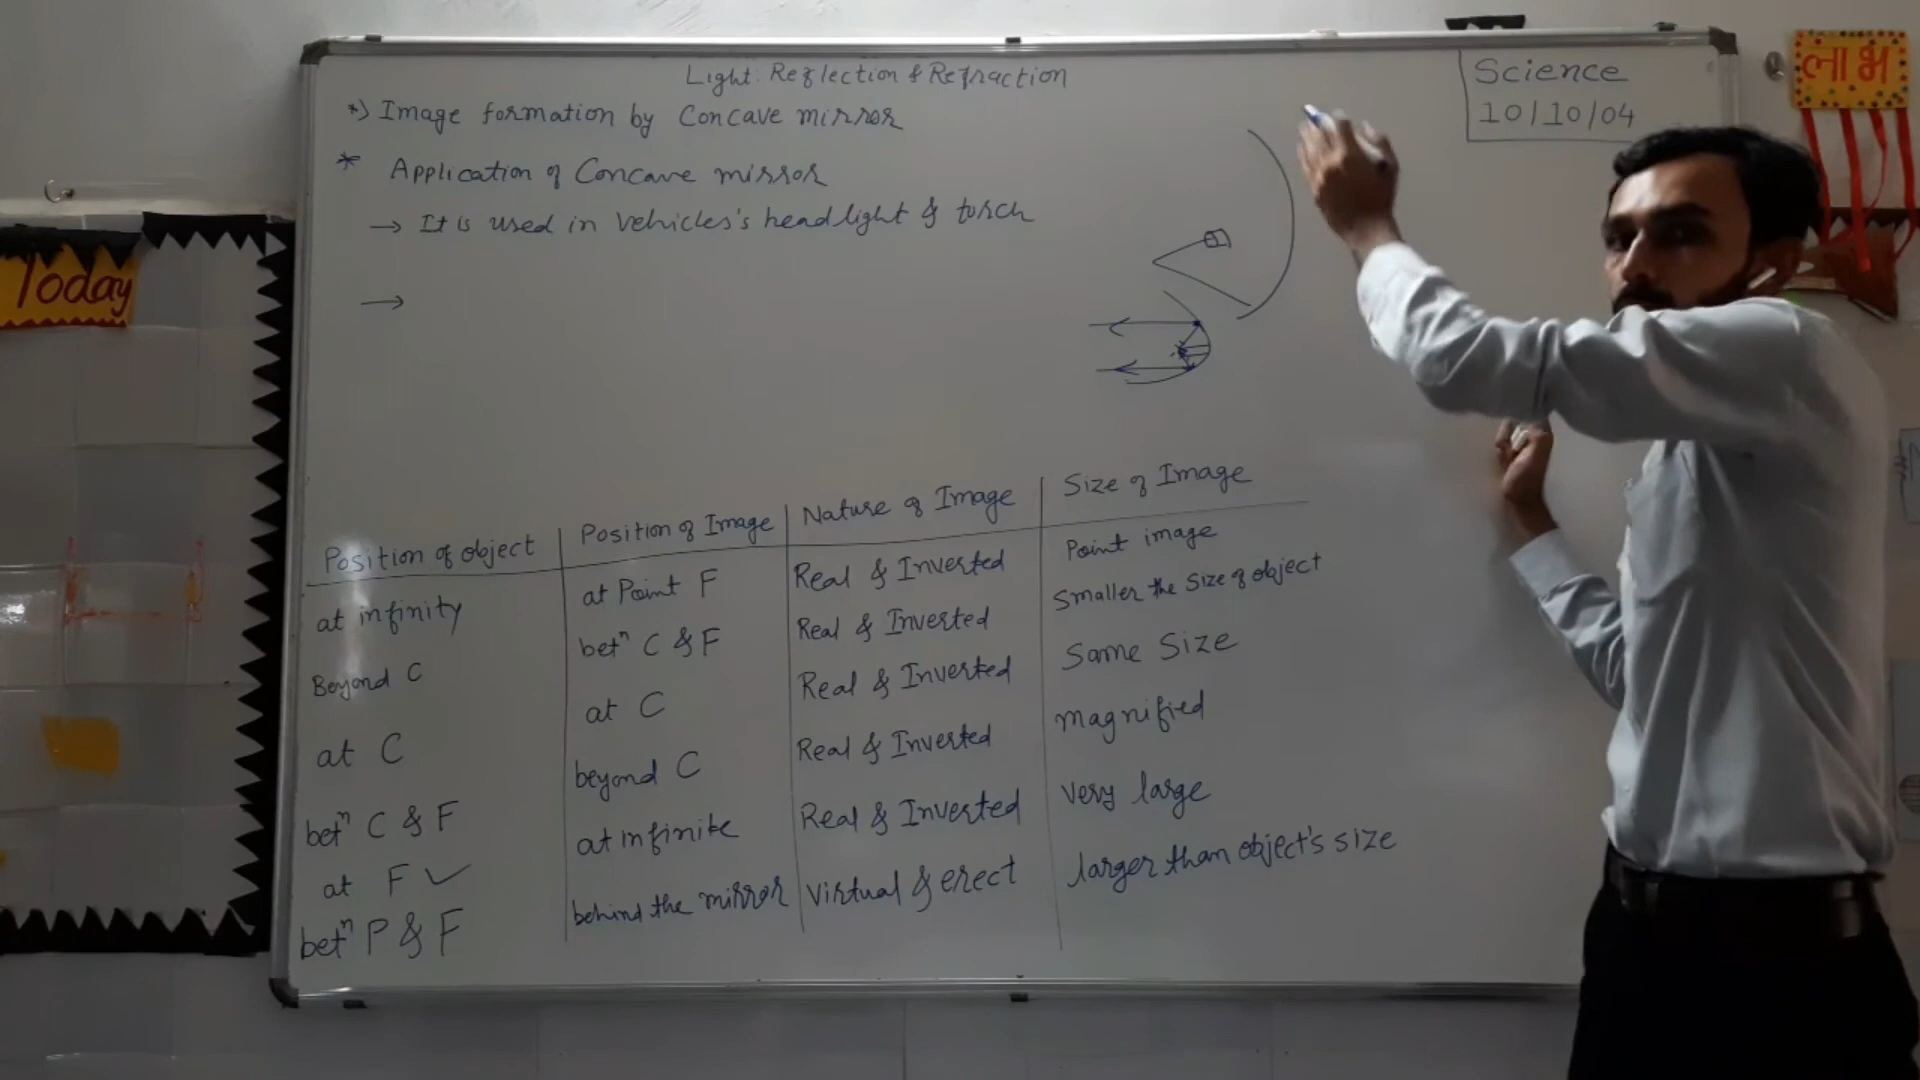 Light: Reflection & Refraction
Science
10/10/04
*) Image formation by Concave mirror
* Application of Concave mirror
→ It is used in vehicles's headlight & torch
→
Position of object | Position of Image | Nature of Image | Size of Image
at infinity | at Point F | Real & Inverted | Point image
Beyond C | betⁿ C & F | Real & Inverted | Smaller the size of object
at C | at C | Real & Inverted | Same Size
betⁿ C & F | beyond C | Real & Inverted | magnified
at F ✓ | at infinite | Real & Inverted | very large
betⁿ P & F | behind the mirror | virtual & erect | larger than object's size
Today
लाभ